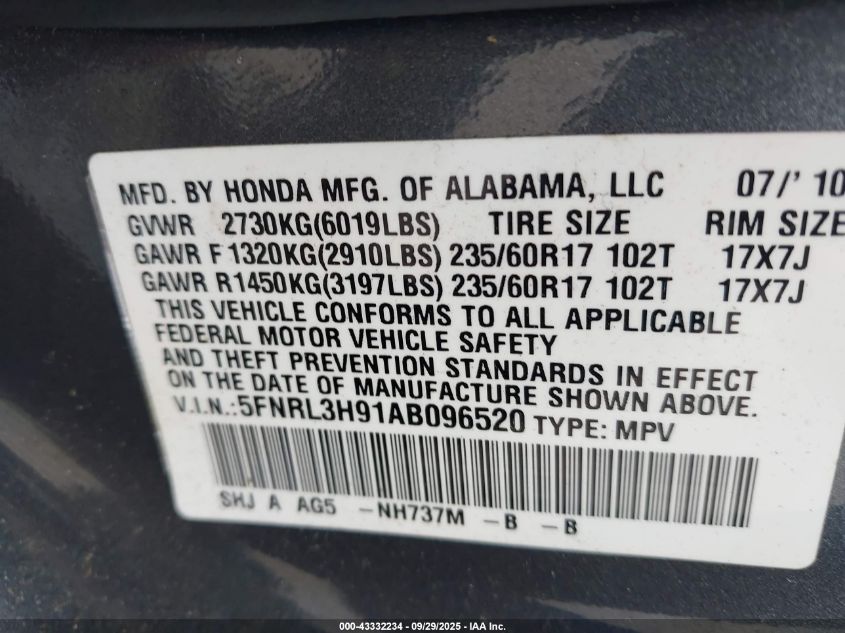 MFD. BY HONDA MFG. OF ALABAMA, LLC 07/'10
GVWR 2730KG(6019LBS) TIRE SIZE RIM SIZE
GAWR F 1320KG(2910LBS) 235/60R17 102T 17X7J
GAWR R1450KG(3197LBS) 235/60R17 102T 17X7J
THIS VEHICLE CONFORMS TO ALL APPLICABLE
FEDERAL MOTOR VEHICLE SAFETY
AND THEFT PREVENTION STANDARDS IN EFFECT
ON THE DATE OF MANUFACTURE SHOWN ABOVE.
V.I.N.:5FNRL3H91AB096520 TYPE: MPV
SHJ A AG5 -NH737M -B -B
000-43332234 - 09/29/2025 - IAA Inc.